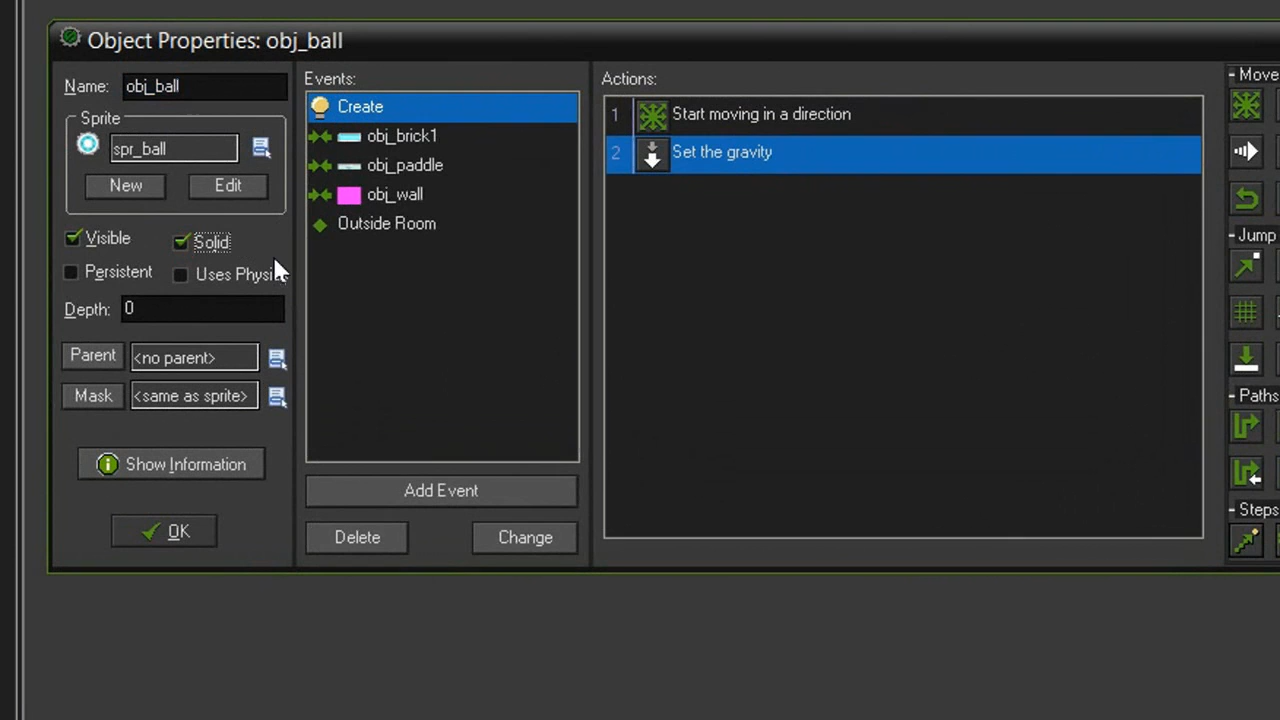 Object Properties: obj_ball
Name: obj_ball
Sprite
spr_ball
New Edit
Visible Solid
Persistent Uses Physi
Depth: 0
Parent <no parent>
Mask <same as sprite>
Show Information
OK
Events:
Create
obj_brick1
obj_paddle
obj_wall
Outside Room
Add Event
Delete Change
Actions:
1 Start moving in a direction
2 Set the gravity
Move
Jump
Paths
Steps